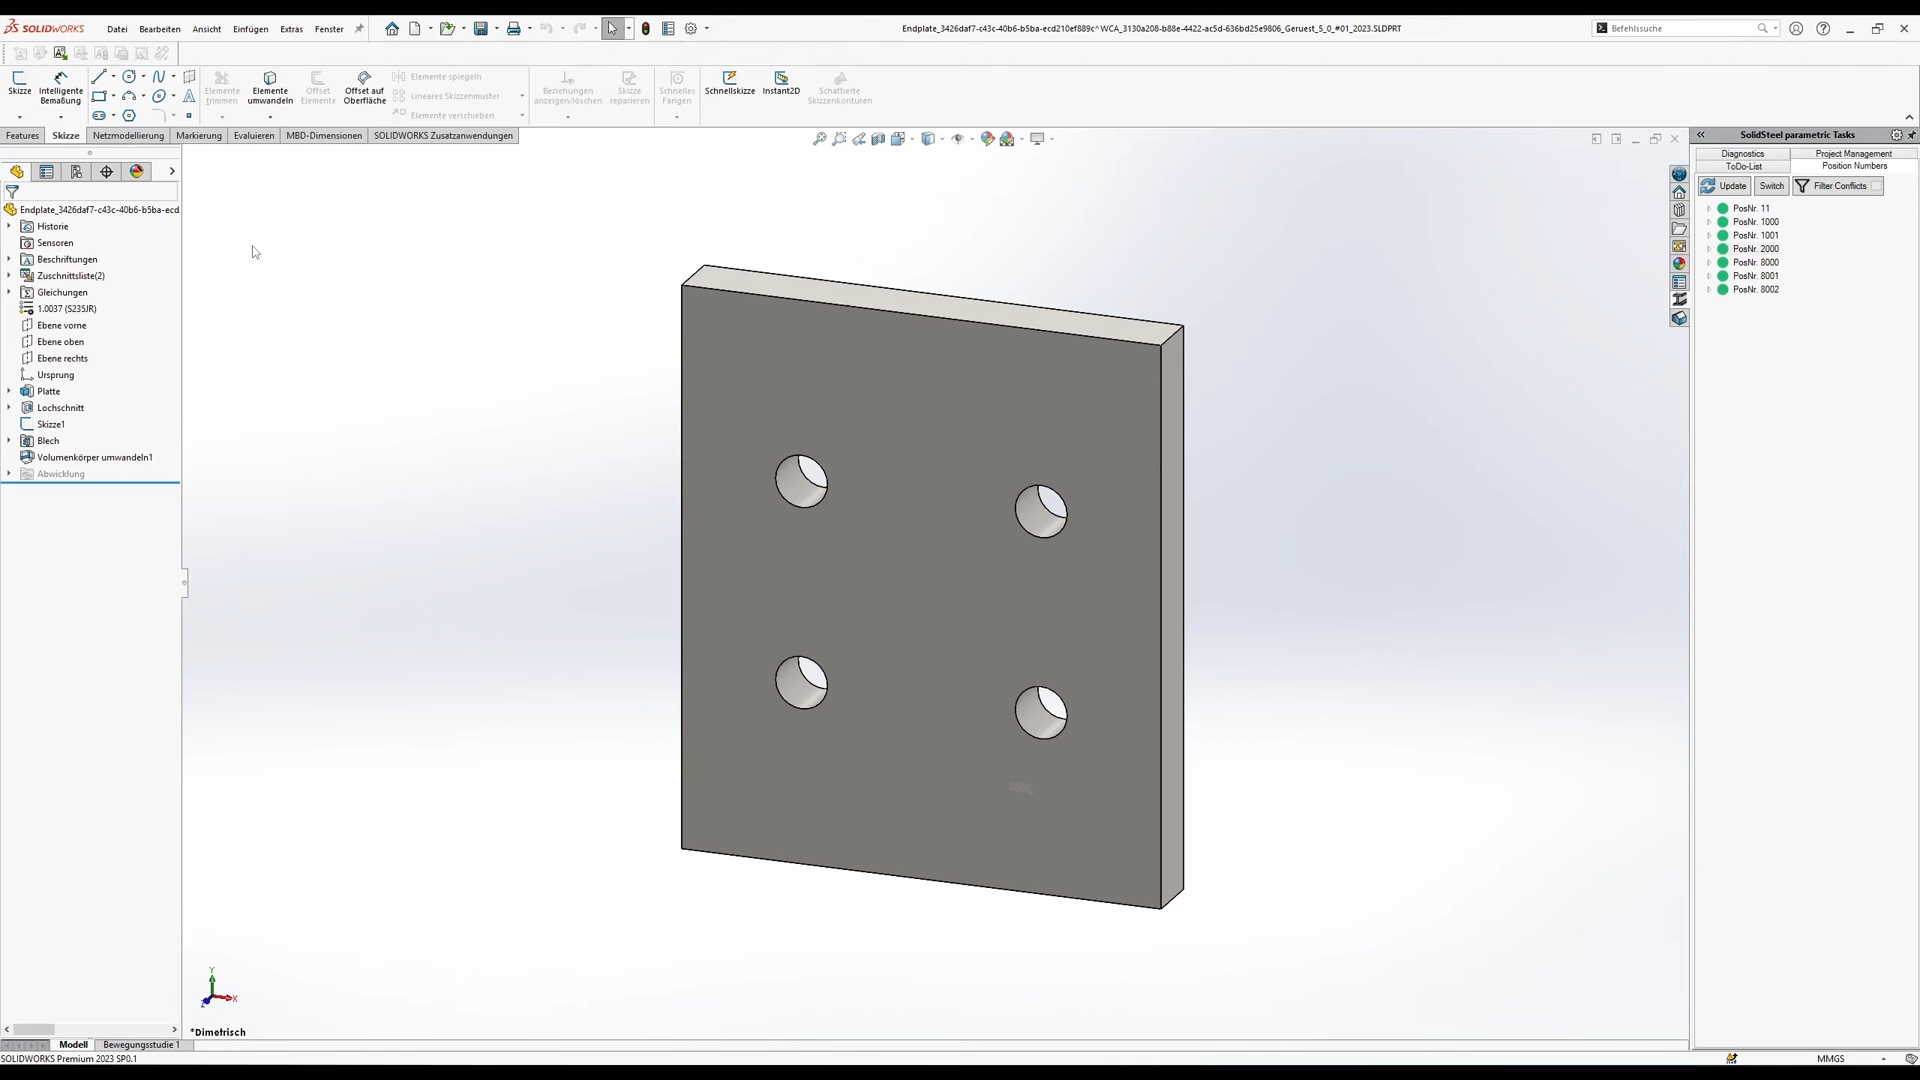 SOLIDWORKS Datei Bearbeiten Ansicht Einfügen Extras Fenster
Endplate_3426daf7-c43c-40b6-b5ba-ecd210ef889c^WCA_3130a208-b88e-4422-ac5d-636bd25e9806_Geruest_5_0_#01_2023.SLDPRT
Befehlssuche
Skizze
Intelligente
Bemaßung
Elemente
trimmen
Elemente
umwandeln
Offset
Elemente
Offset auf
Oberfläche
Elemente spiegeln
Lineares Skizzenmuster
Elemente verschieben
Beziehungen
anzeigen/löschen
Skizze
reparieren
Schnelles
Fangen
Schnellskizze
Instant2D
Schattierte
Skizzenkonturen
Features Skizze Netzmodellierung Markierung Evaluieren MBD-Dimensionen SOLIDWORKS Zusatzanwendungen
Endplate_3426daf7-c43c-40b6-b5ba-ecd
Historie
Sensoren
Beschriftungen
Zuschnittsliste(2)
Gleichungen
1.0037 (S235JR)
Ebene vorne
Ebene oben
Ebene rechts
Ursprung
Platte
Lochschnitt
Skizze1
Blech
Volumenkörper umwandeln1
Abwicklung
SolidSteel parametric Tasks
Diagnostics Project Management
ToDo-List Position Numbers
Update Switch Filter Conflicts
PosNr. 11
PosNr. 1000
PosNr. 1001
PosNr. 2000
PosNr. 8000
PosNr. 8001
PosNr. 8002
Y
X
Z
*Dimetrisch
Modell Bewegungsstudie 1
SOLIDWORKS Premium 2023 SP0.1
MMGS